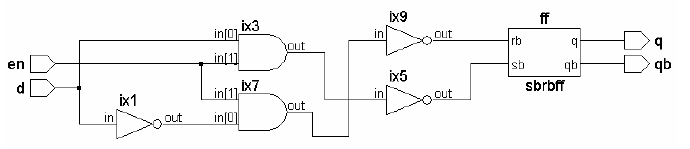 ix3
ix9
ff
in[0]
out
in
out
rb
q
q
en
in[1]
sb
qb
qb
d
ix7
ix5
sbrbff
in[1]
out
in
out
ix1
in[0]
in
out